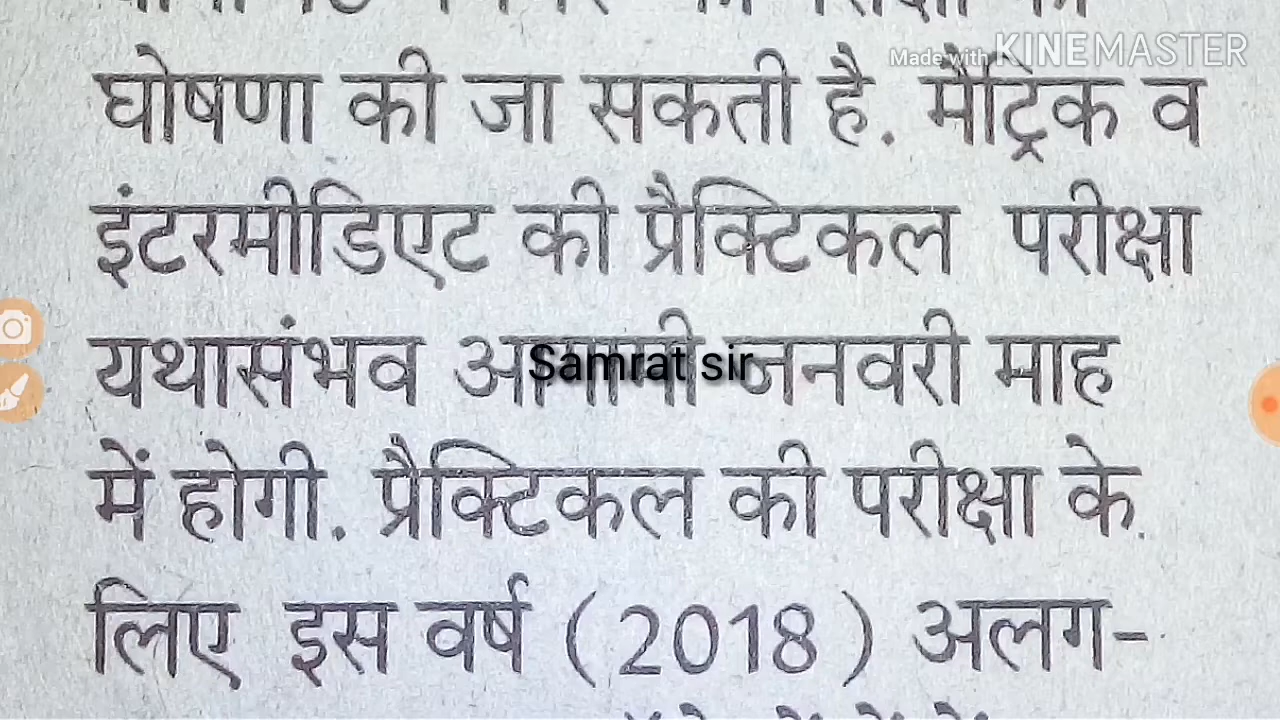 Made with KINEMASTER
घोषणा की जा सकती है. मैट्रिक व
इंटरमीडिएट की प्रैक्टिकल परीक्षा
यथासंभव आगामी जनवरी माह
Samrat sir
में होगी. प्रैक्टिकल की परीक्षा के
लिए इस वर्ष (2018) अलग-